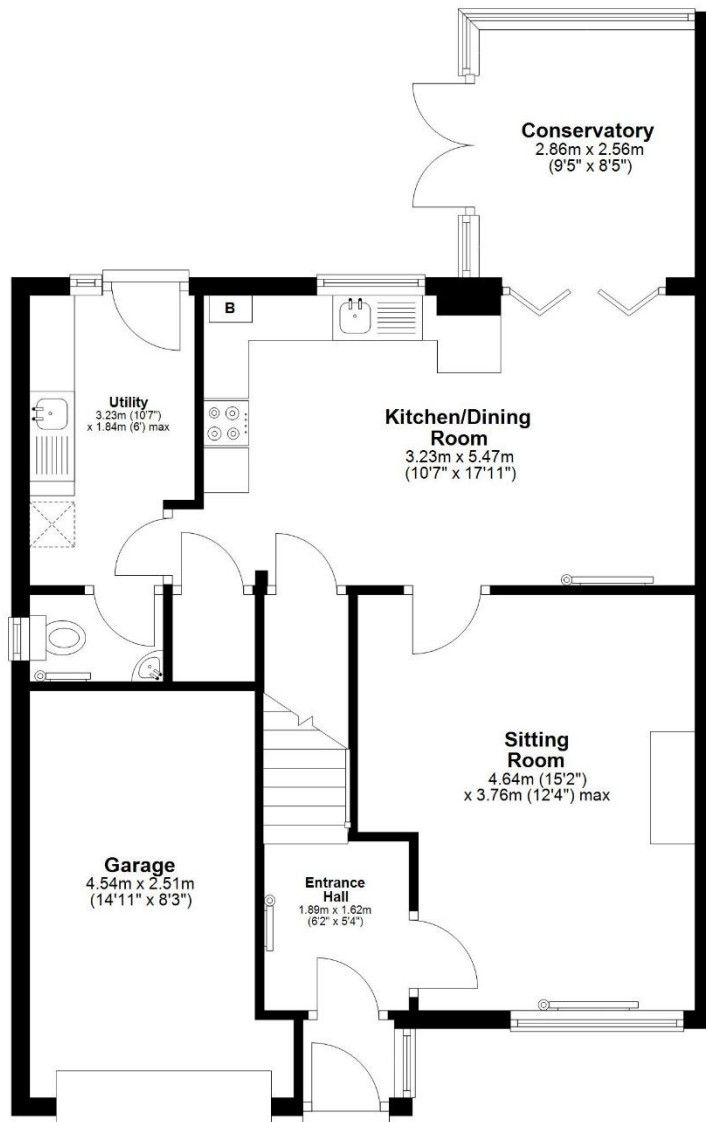 Conservatory
2.86m x 2.56m
(9'5" x 8'5")
B
Utility
3.23m (10'7")
x 1.84m (6') max
Kitchen/Dining
Room
3.23m x 5.47m
(10'7" x 17'11")
Sitting
Room
4.64m (15'2")
x 3.76m (12'4") max
Garage
4.54m x 2.51m
(14'11" x 8'3")
Entrance
Hall
1.89m x 1.62m
(6'2" x 5'4")